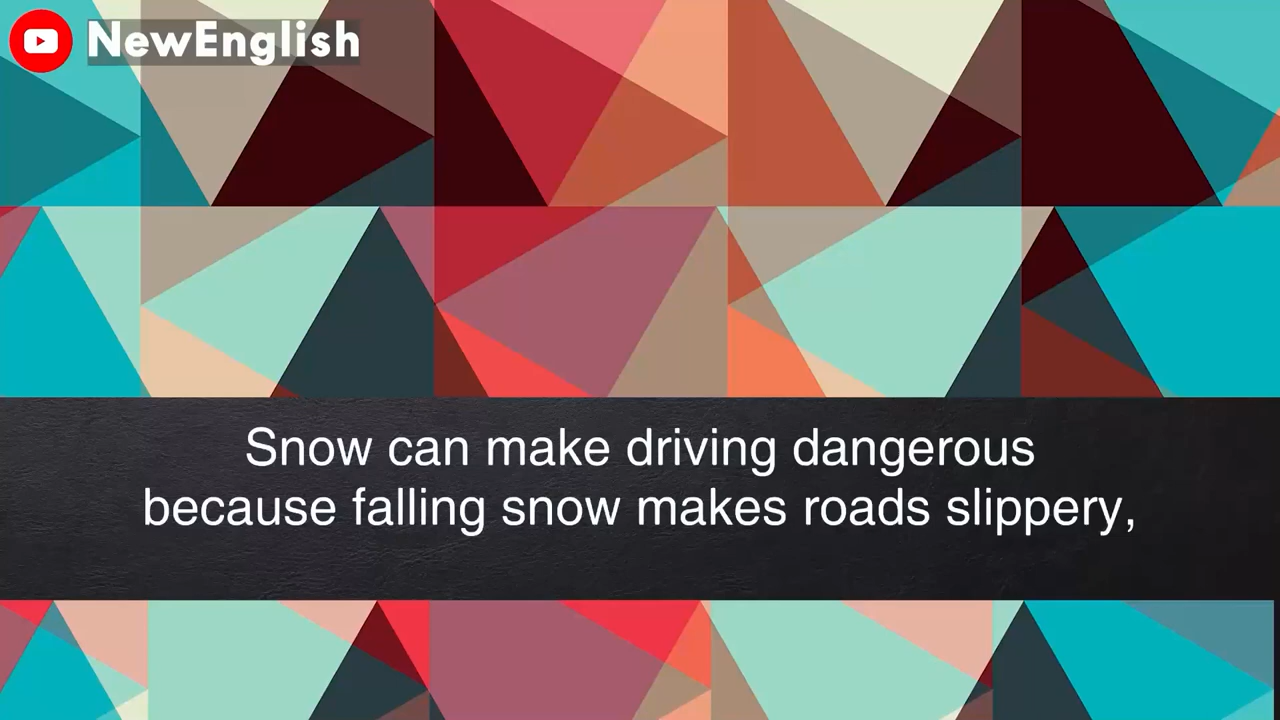 NewEnglish
Snow can make driving dangerous
because falling snow makes roads slippery,